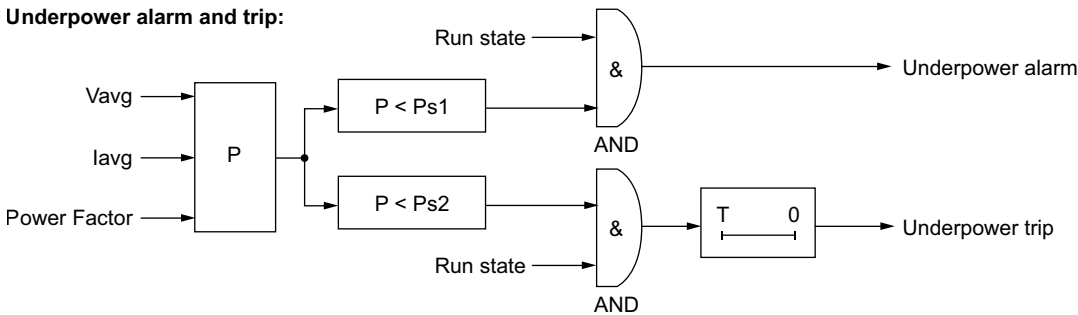 Underpower alarm and trip:
Run state
&
Underpower alarm
Vavg
P < Ps1
AND
Iavg
P
P < Ps2
Power Factor
&
T 0
Underpower trip
Run state
AND